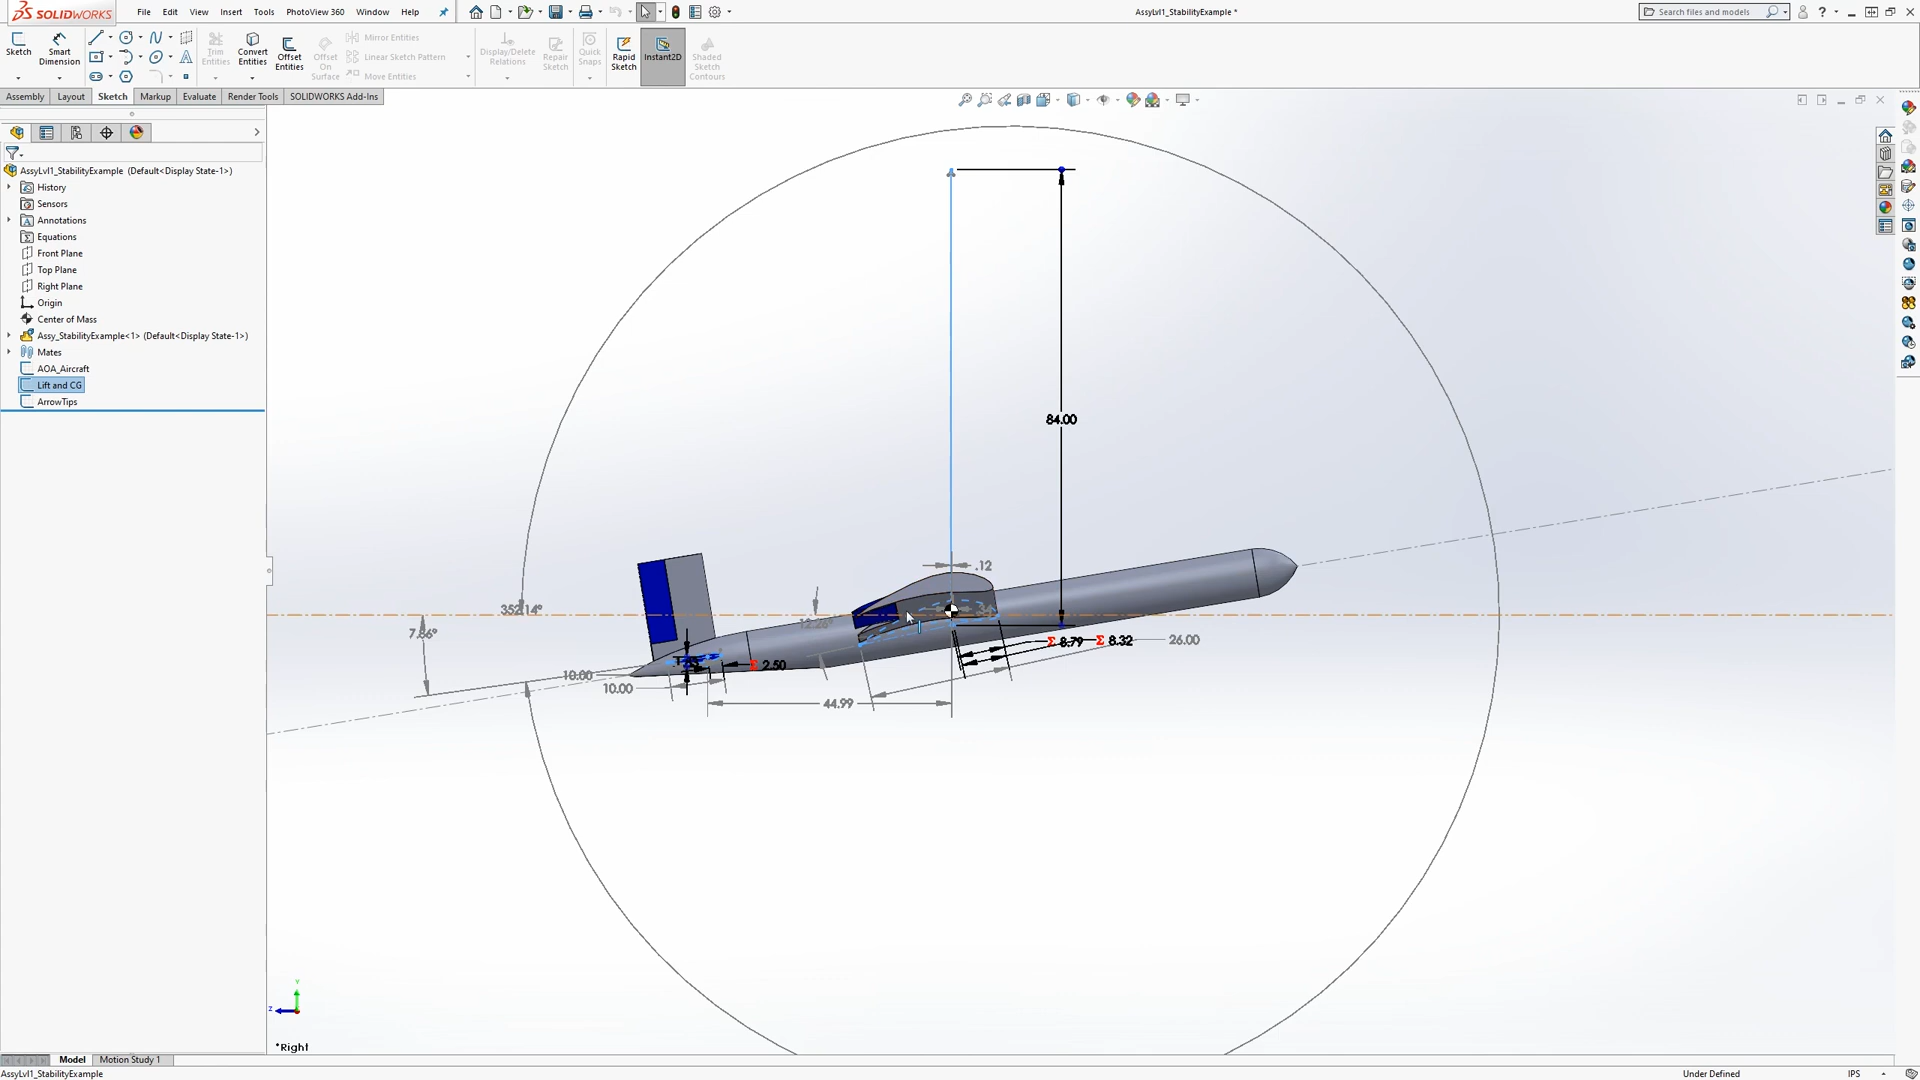 SOLIDWORKS File Edit View Insert Tools PhotoView 360 Window Help AssyLvl1_StabilityExample * Search files and models
Sketch Smart Dimension Trim Entities Convert Entities Offset Entities Offset On Surface Mirror Entities Linear Sketch Pattern Move Entities Display/Delete Relations Repair Sketch Quick Snaps Rapid Sketch Instant2D Shaded Sketch Contours
Assembly Layout Sketch Markup Evaluate Render Tools SOLIDWORKS Add-Ins
AssyLvl1_StabilityExample (Default<Display State-1>)
History
Sensors
Annotations
Equations
Front Plane
Top Plane
Right Plane
Origin
Center of Mass
Assy_StabilityExample<1> (Default<Display State-1>)
Mates
AOA_Aircraft
Lift and CG
ArrowTips
84.00
.12
352.14°
7.86°
Σ 8.79 Σ 8.32 26.00
Σ 2.50
10.00
10.00
44.99
Y
Z
*Right
Model Motion Study 1
AssyLvl1_StabilityExample Under Defined IPS